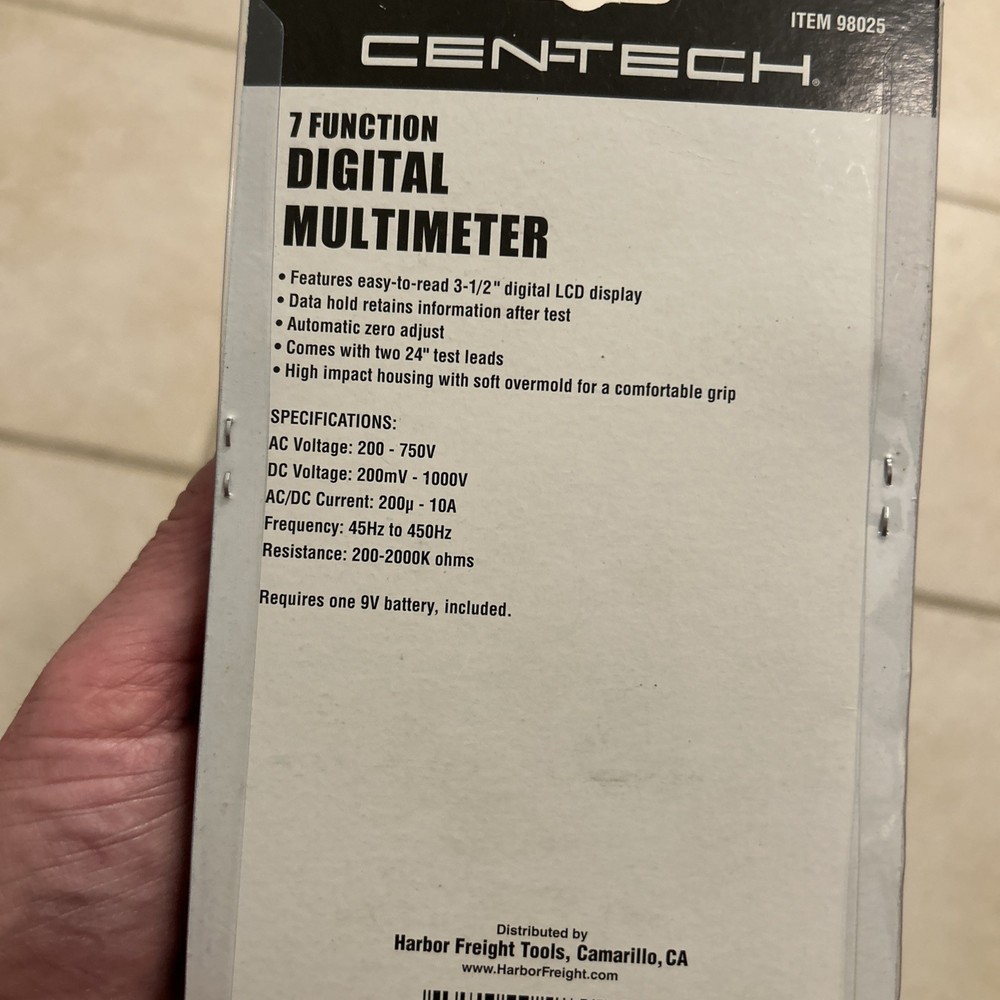 ITEM 98025
CEN-TECH®
7 FUNCTION
DIGITAL
MULTIMETER
• Features easy-to-read 3-1/2" digital LCD display
• Data hold retains information after test
• Automatic zero adjust
• Comes with two 24" test leads
• High impact housing with soft overmold for a comfortable grip
SPECIFICATIONS:
AC Voltage: 200 - 750V
DC Voltage: 200mV - 1000V
AC/DC Current: 200µ - 10A
Frequency: 45Hz to 450Hz
Resistance: 200-2000K ohms
Requires one 9V battery, included.
Distributed by
Harbor Freight Tools, Camarillo, CA
www.HarborFreight.com